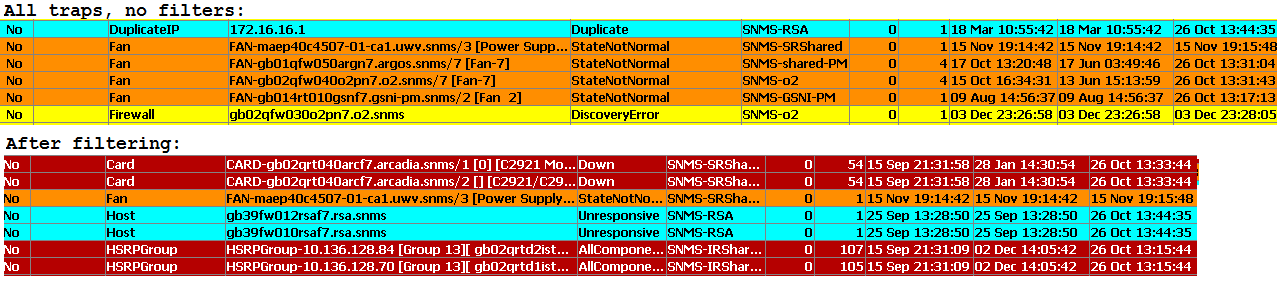 All traps, no filters:
No DuplicateIP 172.16.16.1 Duplicate SNMS-RSA 0 1 18 Mar 10:55:42 18 Mar 10:55:42 26 Oct 13:44:35
No Fan FAN-maep40c4507-01-ca1.uwv.snms/3 [Power Supp... StateNotNormal SNMS-SRShared 0 1 15 Nov 19:14:42 15 Nov 19:14:42 15 Nov 19:15:48
No Fan FAN-gb01qfw050argn7.argos.snms/7 [Fan-7] StateNotNormal SNMS-shared-PM 0 4 17 Oct 13:20:48 17 Jun 03:49:46 26 Oct 13:31:04
No Fan FAN-gb02qfw040o2pn7.o2.snms/7 [Fan-7] StateNotNormal SNMS-o2 0 4 15 Oct 16:34:31 13 Jun 15:13:59 26 Oct 13:31:43
No Fan FAN-gb014rt010gsnf7.gsni-pm.snms/2 [Fan 2] StateNotNormal SNMS-GSNI-PM 0 1 09 Aug 14:56:37 09 Aug 14:56:37 26 Oct 13:17:13
No Firewall gb02qfw030o2pn7.o2.snms DiscoveryError SNMS-o2 0 1 03 Dec 23:26:58 03 Dec 23:26:58 03 Dec 23:28:05
After filtering:
No Card CARD-gb02qrt040arcf7.arcadia.snms/1 [0] [C2921 Mo... Down SNMS-SRSha... 0 54 15 Sep 21:31:58 28 Jan 14:30:54 26 Oct 13:33:44
No Card CARD-gb02qrt040arcf7.arcadia.snms/2 [] [C2921/C29... Down SNMS-SRSha... 0 54 15 Sep 21:31:58 28 Jan 14:30:54 26 Oct 13:33:44
No Fan FAN-maep40c4507-01-ca1.uwv.snms/3 [Power Supply... StateNotNo... SNMS-SRSha... 0 1 15 Nov 19:14:42 15 Nov 19:14:42 15 Nov 19:15:48
No Host gb39fw012rsaf7.rsa.snms Unresponsive SNMS-RSA 0 1 25 Sep 13:28:50 25 Sep 13:28:50 26 Oct 13:44:35
No Host gb39fw010rsaf7.rsa.snms Unresponsive SNMS-RSA 0 1 25 Sep 13:28:50 25 Sep 13:28:50 26 Oct 13:44:35
No HSRPGroup HSRPGroup-10.136.128.84 [Group 13][ gb02qrtd2ist... AllCompone... SNMS-IRShar... 0 107 15 Sep 21:31:09 02 Dec 14:05:42 26 Oct 13:15:44
No HSRPGroup HSRPGroup-10.136.128.70 [Group 13][ gb02qrtd1ist... AllCompone... SNMS-IRShar... 0 105 15 Sep 21:31:09 02 Dec 14:05:42 26 Oct 13:15:44